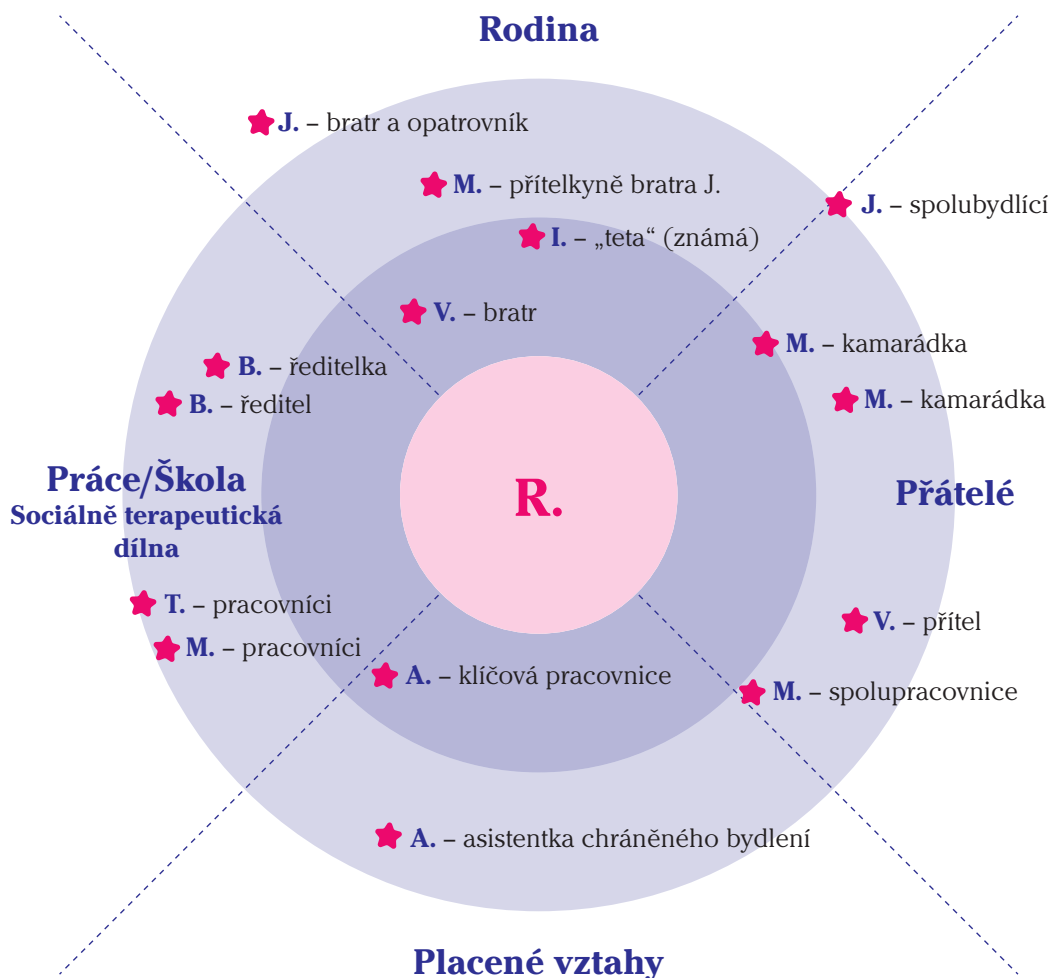 Rodina
J. – bratr a opatrovník
M. – přítelkyně bratra J.
J. – spolubydlící
I. – „teta“ (známá)
V. – bratr
M. – kamarádka
B. – ředitelka
M. – kamarádka
B. – ředitel
Práce/Škola
Sociálně terapeutická
dílna
R.
Přátelé
T. – pracovníci
V. – přítel
M. – pracovníci
A. – klíčová pracovnice
M. – spolupracovnice
A. – asistentka chráněného bydlení
Placené vztahy